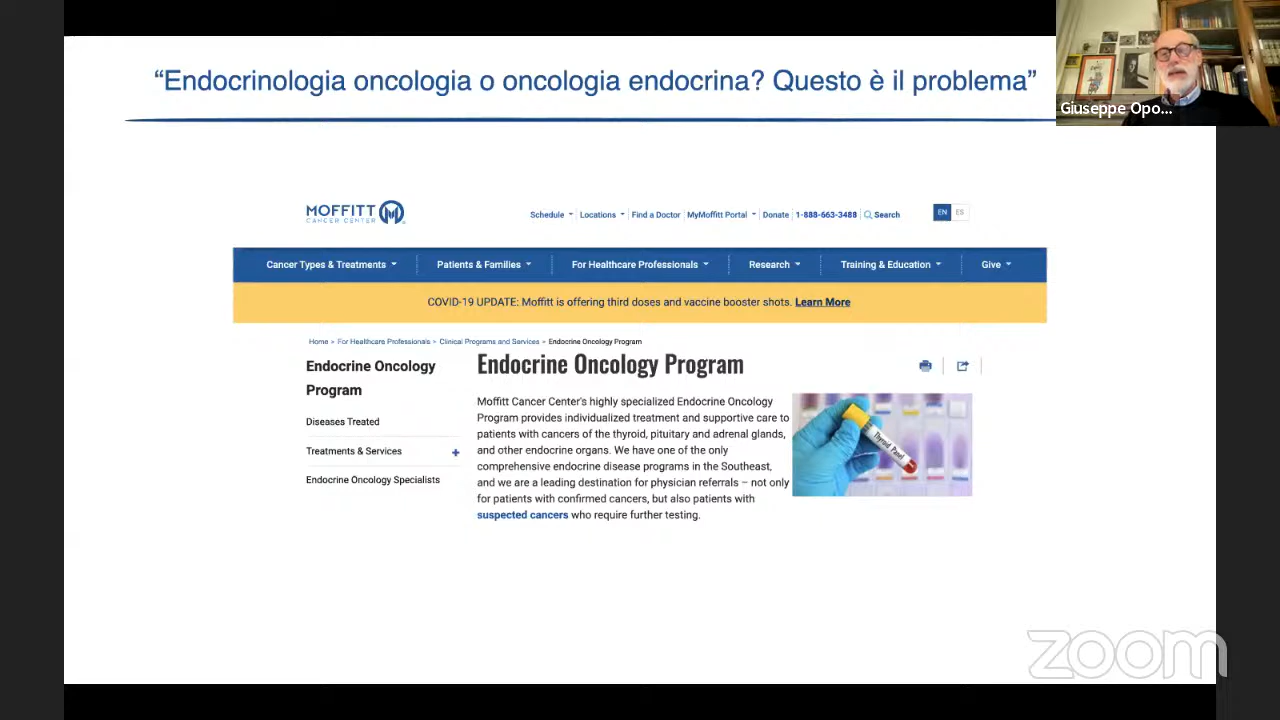 “Endocrinologia oncologia o oncologia endocrina? Questo è il problema”
Giuseppe Opo...
MOFFITT
CANCER CENTER
Schedule Locations Find a Doctor MyMoffitt Portal Donate 1-888-663-3488 Search
EN ES
Cancer Types & Treatments Patients & Families For Healthcare Professionals Research Training & Education Give
COVID-19 UPDATE: Moffitt is offering third doses and vaccine booster shots. Learn More
Home > For Healthcare Professionals > Clinical Programs and Services > Endocrine Oncology Program
Endocrine Oncology
Program
Diseases Treated
Treatments & Services +
Endocrine Oncology Specialists
Endocrine Oncology Program
Moffitt Cancer Center's highly specialized Endocrine Oncology
Program provides individualized treatment and supportive care to
patients with cancers of the thyroid, pituitary and adrenal glands,
and other endocrine organs. We have one of the only
comprehensive endocrine disease programs in the Southeast,
and we are a leading destination for physician referrals – not only
for patients with confirmed cancers, but also patients with
suspected cancers who require further testing.
Thyroid Panel
zoom